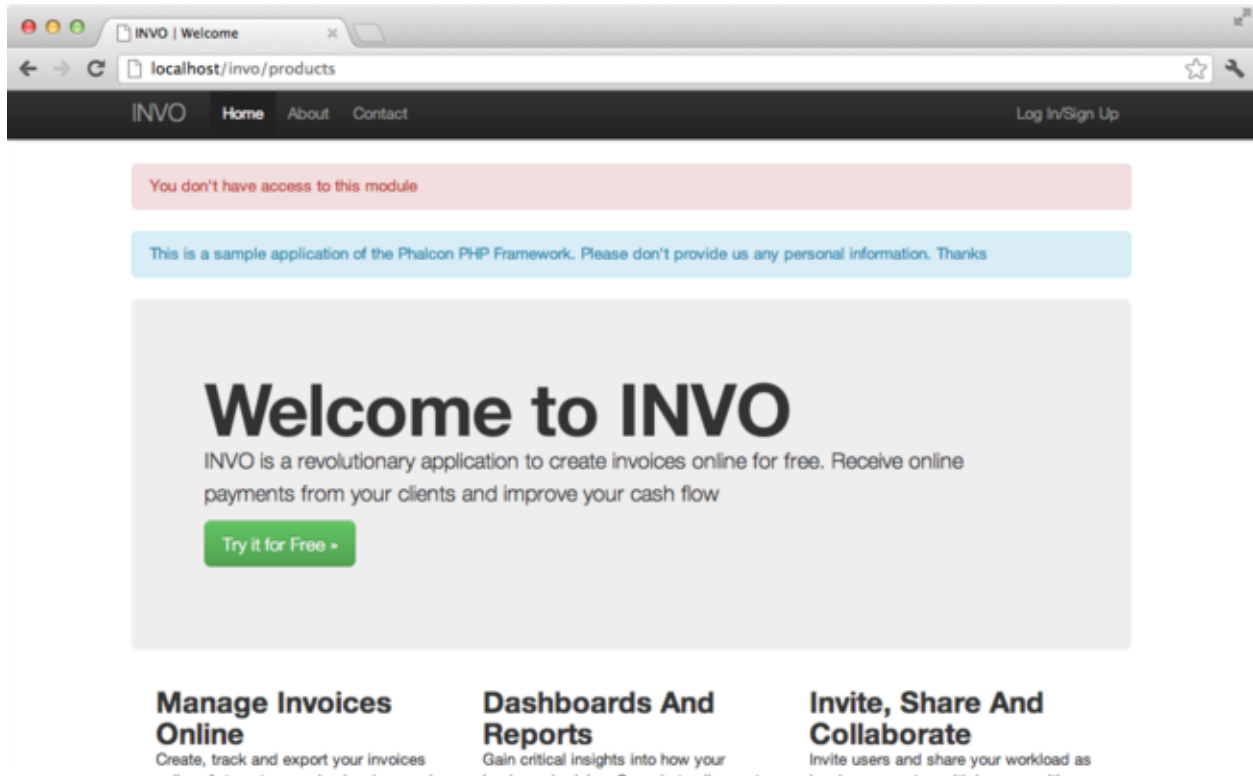 INVO | Welcome
localhost/invo/products
INVO Home About Contact Log In/Sign Up
You don't have access to this module
This is a sample application of the Phalcon PHP Framework. Please don't provide us any personal information. Thanks
Welcome to INVO
INVO is a revolutionary application to create invoices online for free. Receive online
payments from your clients and improve your cash flow
Try it for Free »
Manage Invoices
Online
Create, track and export your invoices
Dashboards And
Reports
Gain critical insights into how your
Invite, Share And
Collaborate
Invite users and share your workload as